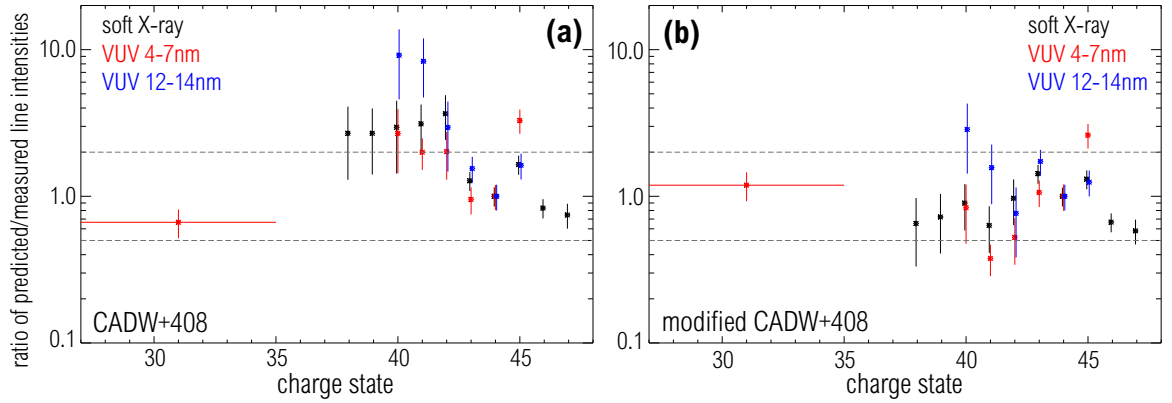 ratio of predicted/measured line intensities
10.0
1.0
0.1
soft X-ray
VUV 4-7nm
VUV 12-14nm
(a)
CADW+408
30 35 40 45
charge state
10.0
1.0
0.1
(b)
soft X-ray
VUV 4-7nm
VUV 12-14nm
modified CADW+408
30 35 40 45
charge state